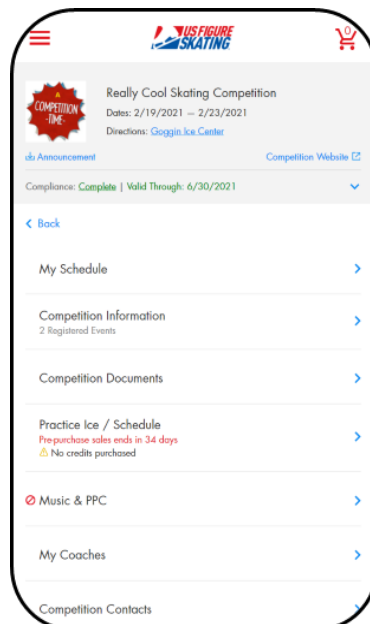 US FIGURE
SKATING
0
COMPETITION
-TIME-
Really Cool Skating Competition
Dates: 2/19/2021 — 2/23/2021
Directions: Goggin Ice Center
Announcement
Competition Website
Compliance: Complete | Valid Through: 6/30/2021
Back
My Schedule
Competition Information
2 Registered Events
Competition Documents
Practice Ice / Schedule
Pre-purchase sales ends in 34 days
No credits purchased
Music & PPC
My Coaches
Competition Contacts